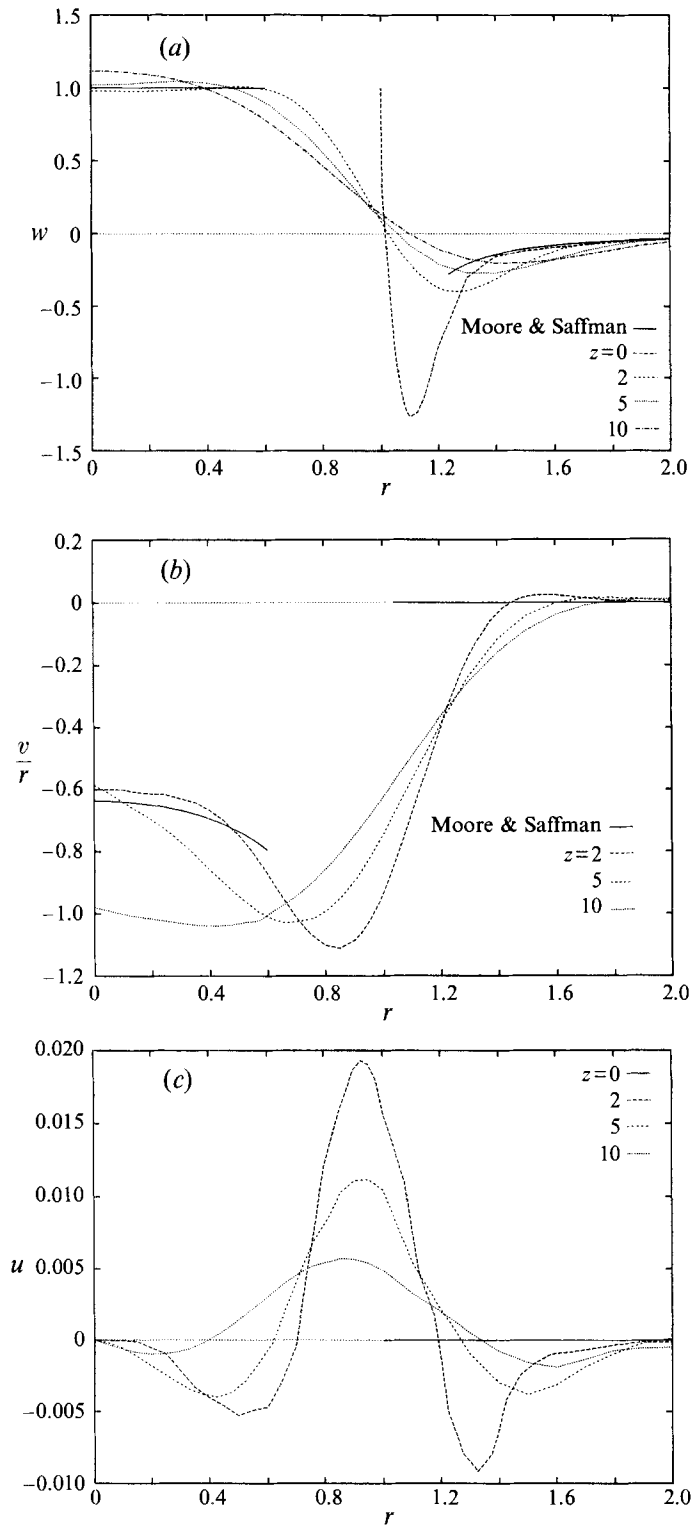 (a)
1.5
1.0
0.5
w 0
−0.5
−1.0
−1.5
Moore & Saffman
z=0
2
5
10
0 0.4 0.8 1.2 1.6 2.0
r
(b)
0.2
0
−0.2
−0.4
v/r
−0.6
−0.8
−1.0
−1.2
Moore & Saffman
z=2
5
10
0 0.4 0.8 1.2 1.6 2.0
r
(c)
0.020
0.015
0.010
u 0.005
0
−0.005
−0.010
z=0
2
5
10
0 0.4 0.8 1.2 1.6 2.0
r